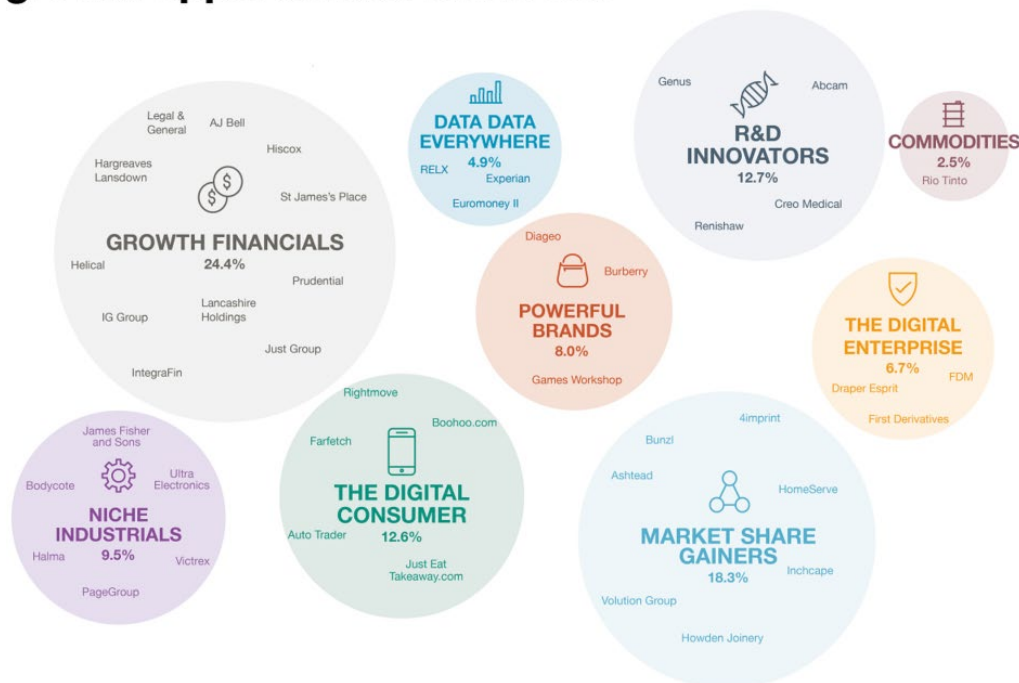 Legal &
General
AJ Bell
Hiscox
Hargreaves
Lansdown
$
$
St James's Place
GROWTH FINANCIALS
24.4%
Helical
Prudential
IG Group
Lancashire
Holdings
Just Group
IntegraFin
DATA DATA
EVERYWHERE
4.9%
RELX
Experian
Euromoney II
Genus
Abcam
R&D
INNOVATORS
12.7%
Creo Medical
Renishaw
COMMODITIES
2.5%
Rio Tinto
Diageo
Burberry
POWERFUL
BRANDS
8.0%
Games Workshop
THE DIGITAL
ENTERPRISE
6.7%
FDM
Draper Esprit
First Derivatives
James Fisher
and Sons
Bodycote
Ultra
Electronics
NICHE
INDUSTRIALS
9.5%
Halma
Victrex
PageGroup
Rightmove
Boohoo.com
Farfetch
THE DIGITAL
CONSUMER
12.6%
Auto Trader
Just Eat
Takeaway.com
4imprint
Bunzl
Ashtead
HomeServe
MARKET SHARE
GAINERS
18.3%
Inchcape
Volution Group
Howden Joinery